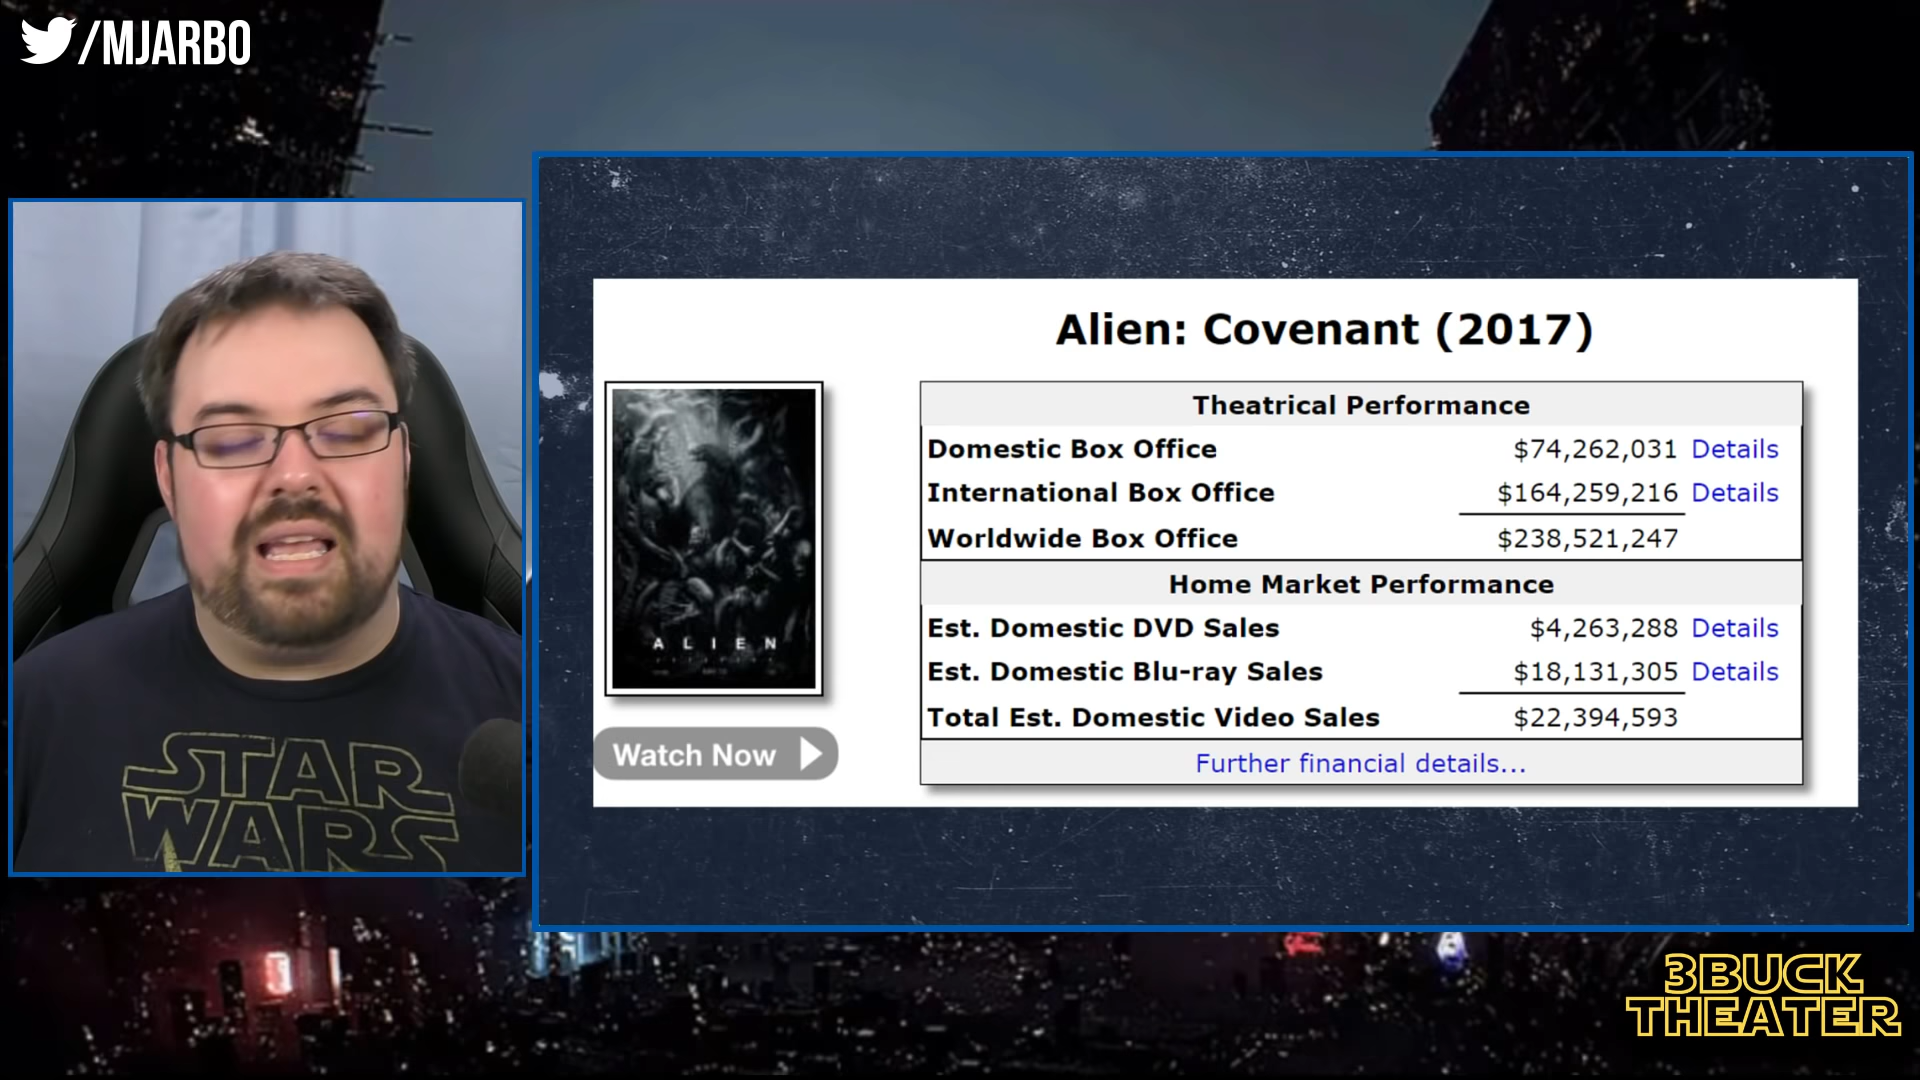 /MJARBO
Alien: Covenant (2017)
Theatrical Performance
Domestic Box Office $74,262,031 Details
International Box Office $164,259,216 Details
Worldwide Box Office $238,521,247
Home Market Performance
Est. Domestic DVD Sales $4,263,288 Details
Est. Domestic Blu-ray Sales $18,131,305 Details
Total Est. Domestic Video Sales $22,394,593
Further financial details...
ALIEN
Watch Now
STAR
WARS
3BUCK
THEATER